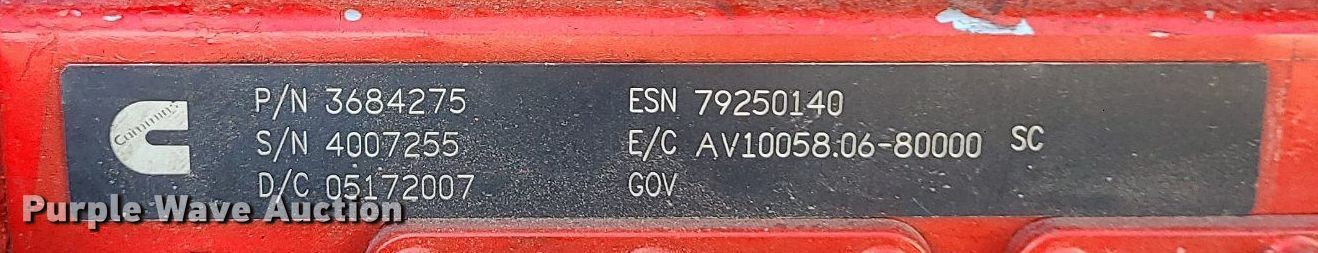 Cummins
P/N 3684275
S/N 4007255
D/C 05172007
ESN 79250140
E/C AV10058.06-80000 SC
GOV
Purple Wave Auction